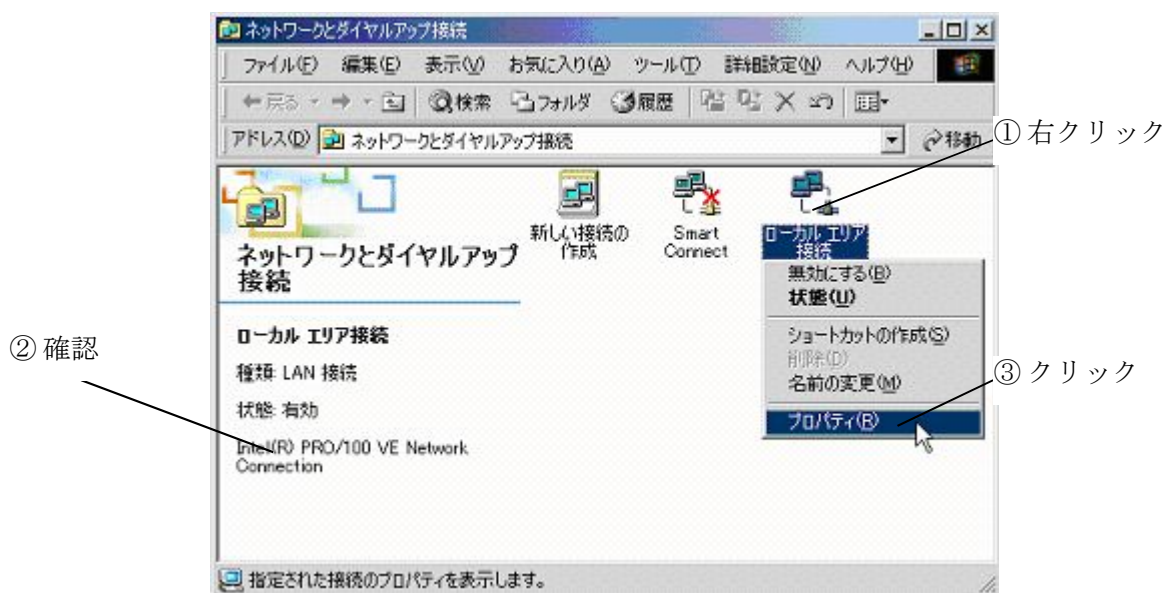 ネットワークとダイヤルアップ接続
ファイル(F) 編集(E) 表示(V) お気に入り(A) ツール(T) 詳細設定(N) ヘルプ(H)
戻る 検索 フォルダ 履歴
アドレス(D) ネットワークとダイヤルアップ接続 移動
①右クリック
ネットワークとダイヤルアップ
接続
新しい接続の
作成
Smart
Connect
ローカル エリア
接続
無効にする(B)
状態(U)
ショートカットの作成(S)
削除(D)
名前の変更(M)
プロパティ(R)
③クリック
②確認
ローカル エリア接続
種類: LAN 接続
状態: 有効
Intel(R) PRO/100 VE Network
Connection
指定された接続のプロパティを表示します。